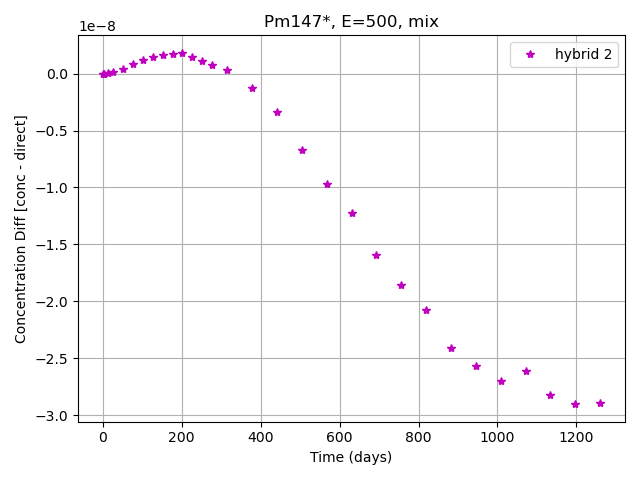 Pm147*, E=500, mix
1e−8
hybrid 2
0.0
−0.5
−1.0
−1.5
−2.0
−2.5
−3.0
Concentration Diff [conc - direct]
0 200 400 600 800 1000 1200
Time (days)